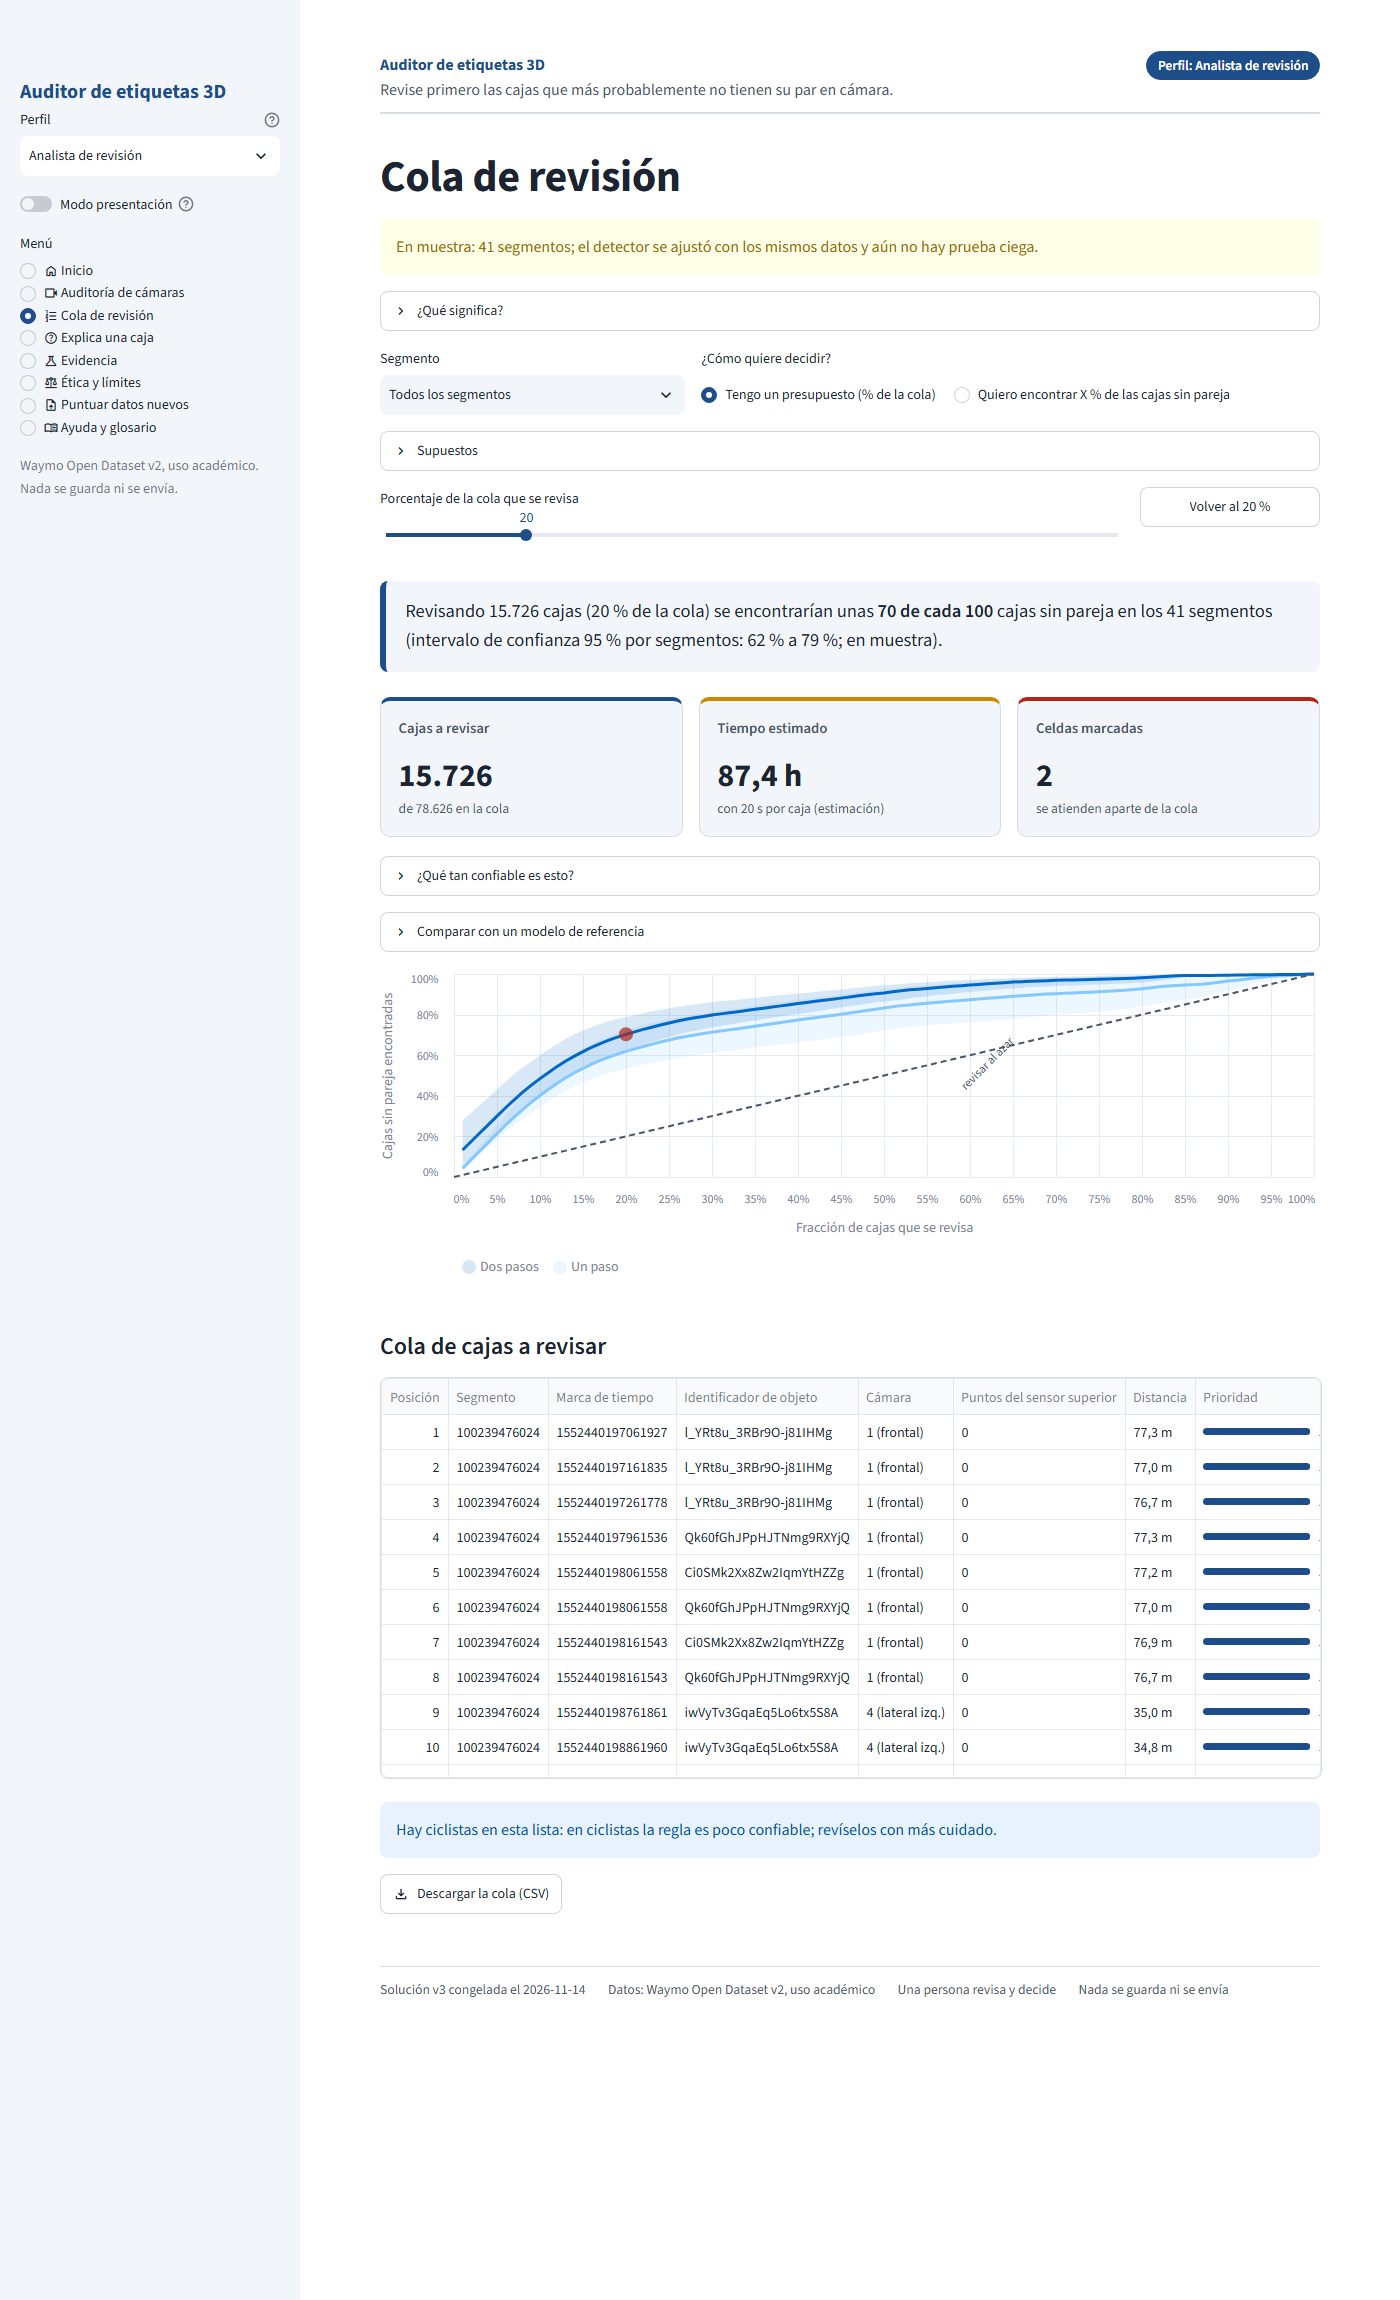 Auditor de etiquetas 3D
Perfil
Analista de revisión
Modo presentación
Menú
Inicio
Auditoría de cámaras
Cola de revisión
Explica una caja
Evidencia
Ética y límites
Puntuar datos nuevos
Ayuda y glosario
Waymo Open Dataset v2, uso académico.
Nada se guarda ni se envía.
Auditor de etiquetas 3D
Perfil: Analista de revisión
Revise primero las cajas que más probablemente no tienen su par en cámara.
Cola de revisión
En muestra: 41 segmentos; el detector se ajustó con los mismos datos y aún no hay prueba ciega.
¿Qué significa?
Segmento
¿Cómo quiere decidir?
Todos los segmentos
Tengo un presupuesto (% de la cola)
Quiero encontrar X % de las cajas sin pareja
Supuestos
Porcentaje de la cola que se revisa
20
Volver al 20 %
Revisando 15.726 cajas (20 % de la cola) se encontrarían unas 70 de cada 100 cajas sin pareja en los 41 segmentos
(intervalo de confianza 95 % por segmentos: 62 % a 79 %; en muestra).
Cajas a revisar
15.726
de 78.626 en la cola
Tiempo estimado
87,4 h
con 20 s por caja (estimación)
Celdas marcadas
2
se atienden aparte de la cola
¿Qué tan confiable es esto?
Comparar con un modelo de referencia
Cajas sin pareja encontradas
100%
80%
60%
40%
20%
0%
revisar al azar
0% 5% 10% 15% 20% 25% 30% 35% 40% 45% 50% 55% 60% 65% 70% 75% 80% 85% 90% 95% 100%
Fracción de cajas que se revisa
Dos pasos Un paso
Cola de cajas a revisar
Posición Segmento Marca de tiempo Identificador de objeto Cámara Puntos del sensor superior Distancia Prioridad
1 100239476024 1552440197061927 l_YRt8u_3RBr9O-j81IHMg 1 (frontal) 0 77,3 m
2 100239476024 1552440197161835 l_YRt8u_3RBr9O-j81IHMg 1 (frontal) 0 77,0 m
3 100239476024 1552440197261778 l_YRt8u_3RBr9O-j81IHMg 1 (frontal) 0 76,7 m
4 100239476024 1552440197961536 Qk60fGhJPpHJTNmg9RXYjQ 1 (frontal) 0 77,3 m
5 100239476024 1552440198061558 Ci0SMk2Xx8Zw2IqmYtHZZg 1 (frontal) 0 77,2 m
6 100239476024 1552440198061558 Qk60fGhJPpHJTNmg9RXYjQ 1 (frontal) 0 77,0 m
7 100239476024 1552440198161543 Ci0SMk2Xx8Zw2IqmYtHZZg 1 (frontal) 0 76,9 m
8 100239476024 1552440198161543 Qk60fGhJPpHJTNmg9RXYjQ 1 (frontal) 0 76,7 m
9 100239476024 1552440198761861 iwVyTv3GqaEq5Lo6tx5S8A 4 (lateral izq.) 0 35,0 m
10 100239476024 1552440198861960 iwVyTv3GqaEq5Lo6tx5S8A 4 (lateral izq.) 0 34,8 m
Hay ciclistas en esta lista: en ciclistas la regla es poco confiable; revíselos con más cuidado.
Descargar la cola (CSV)
Solución v3 congelada el 2026-11-14 Datos: Waymo Open Dataset v2, uso académico Una persona revisa y decide Nada se guarda ni se envía